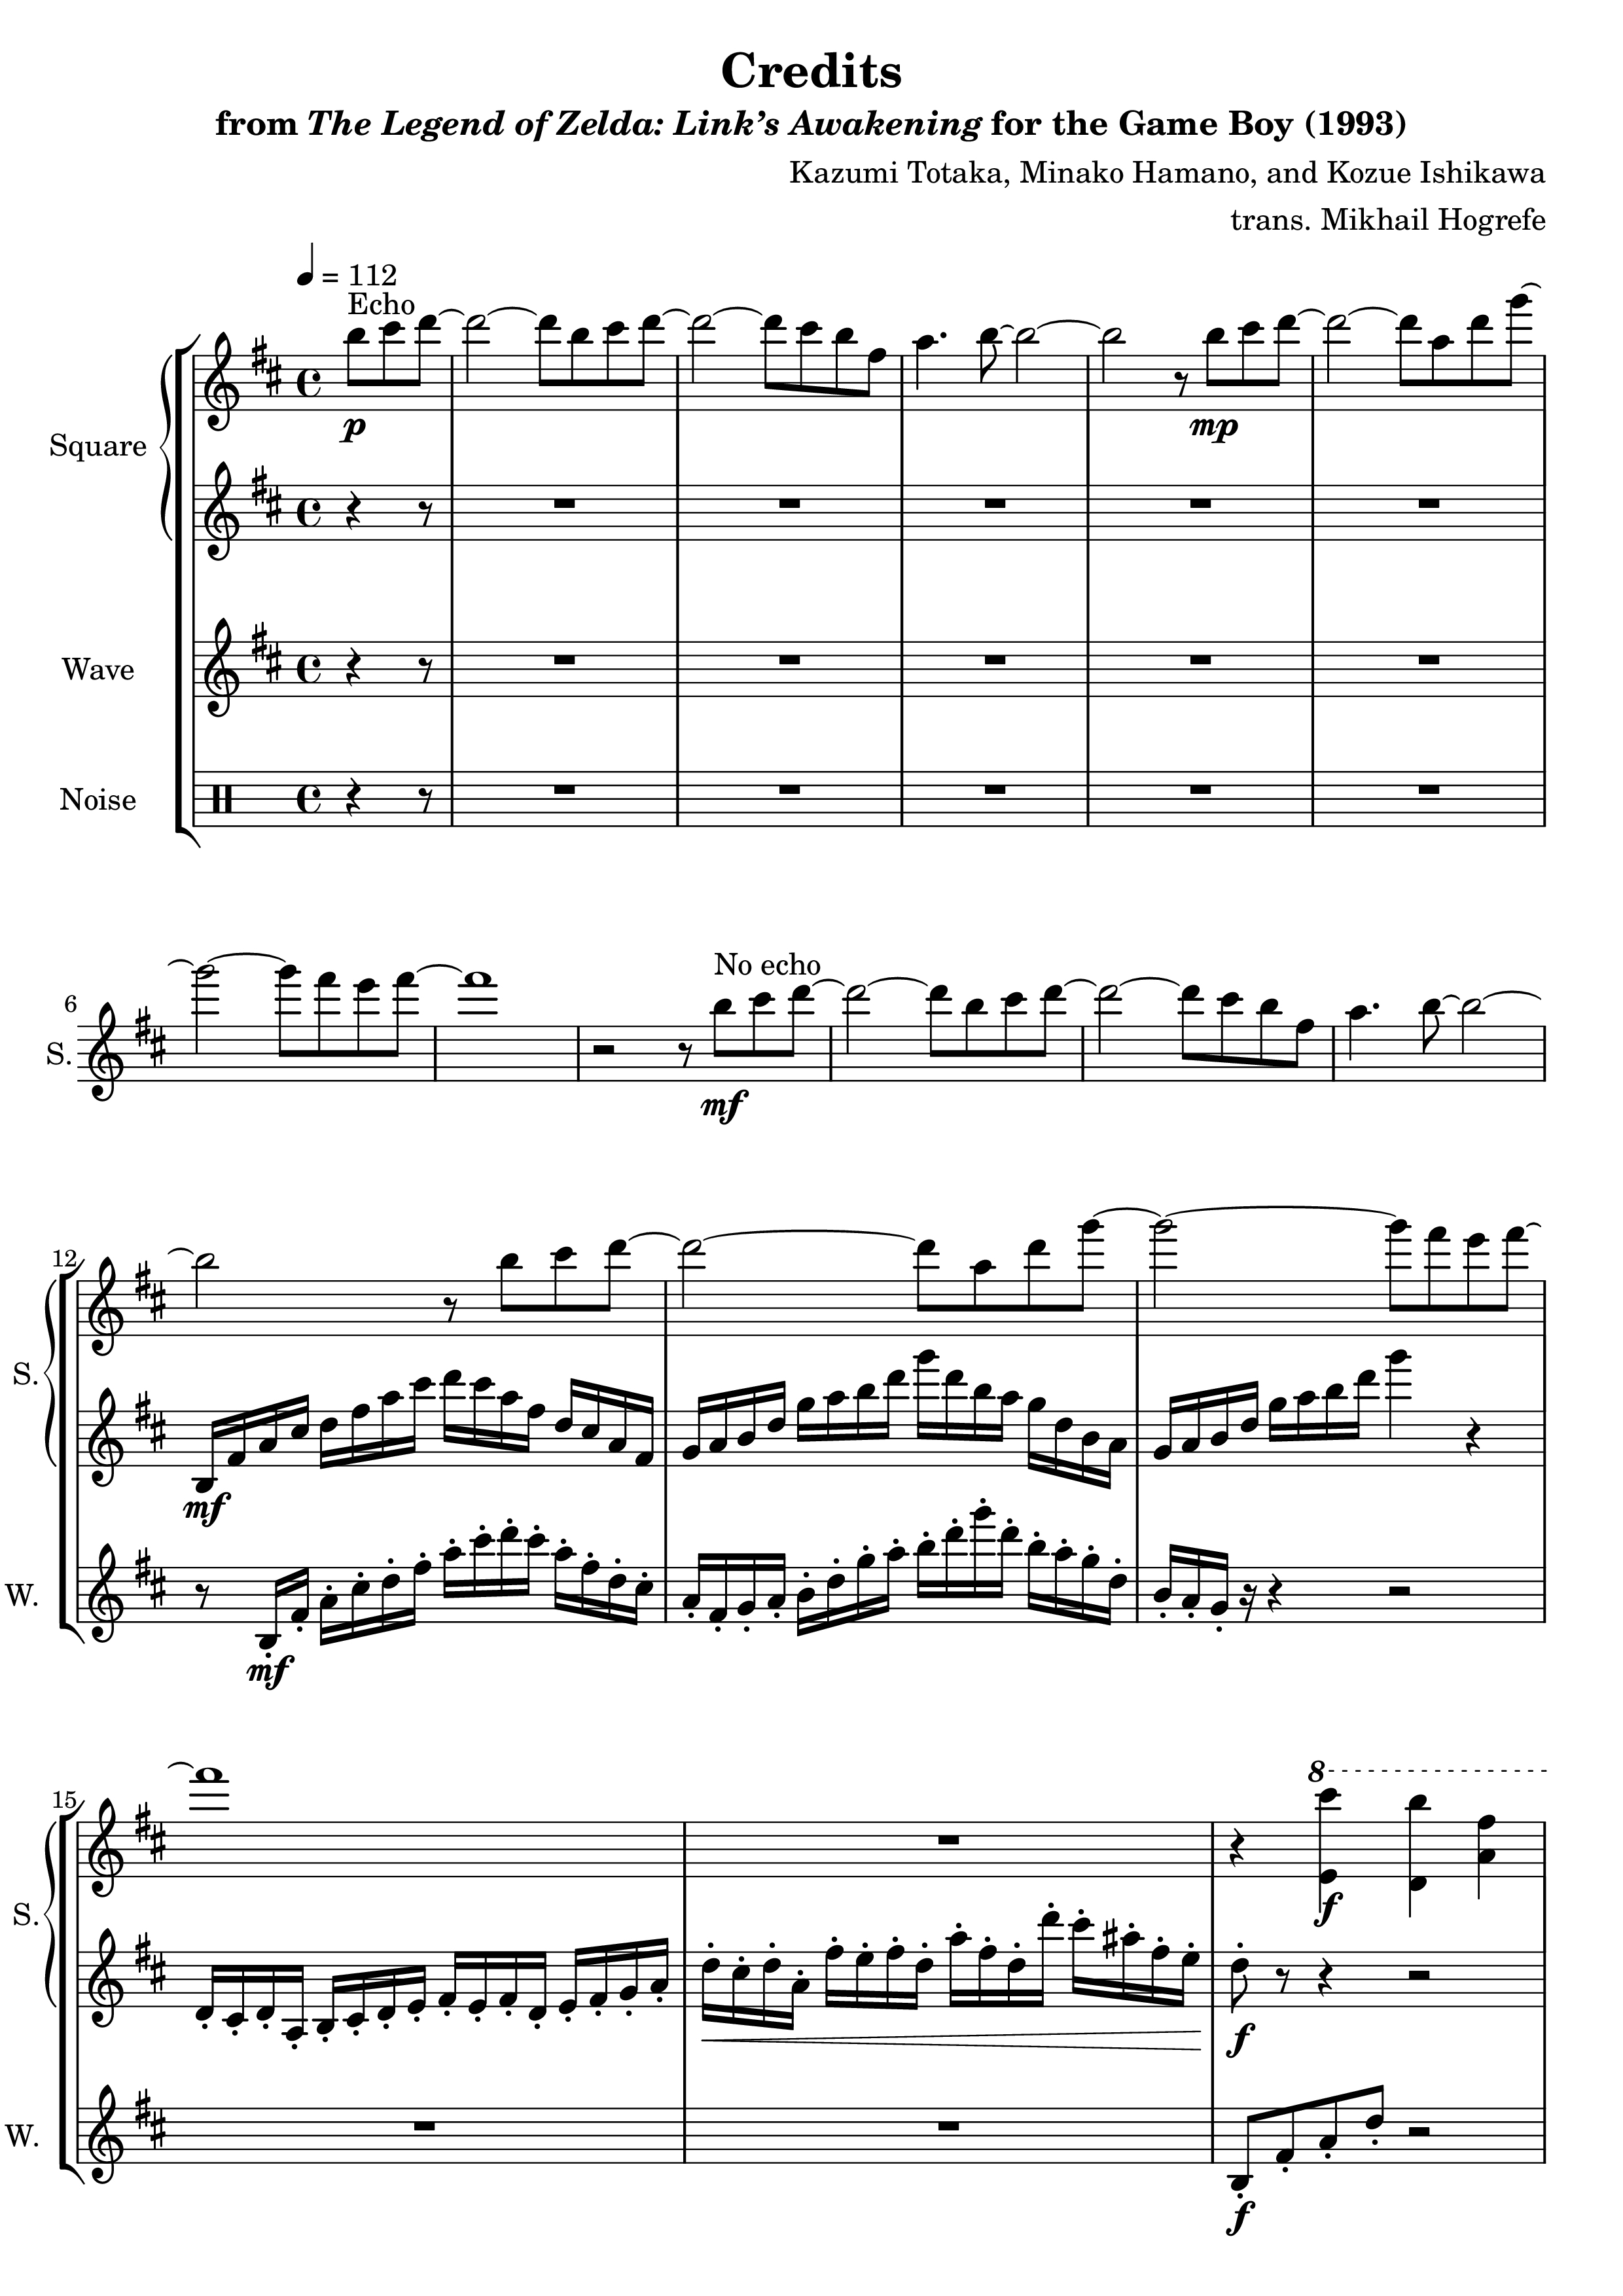 Credits
from The Legend of Zelda: Link’s Awakening for the Game Boy (1993)
Kazumi Totaka, Minako Hamano, and Kozue Ishikawa
trans. Mikhail Hogrefe
= 112
Echo
p
mp
Square
Wave
Noise
6
S.
No echo
mf
12
S.
mf
W.
mf
15
8
S.
f
f
W.
f